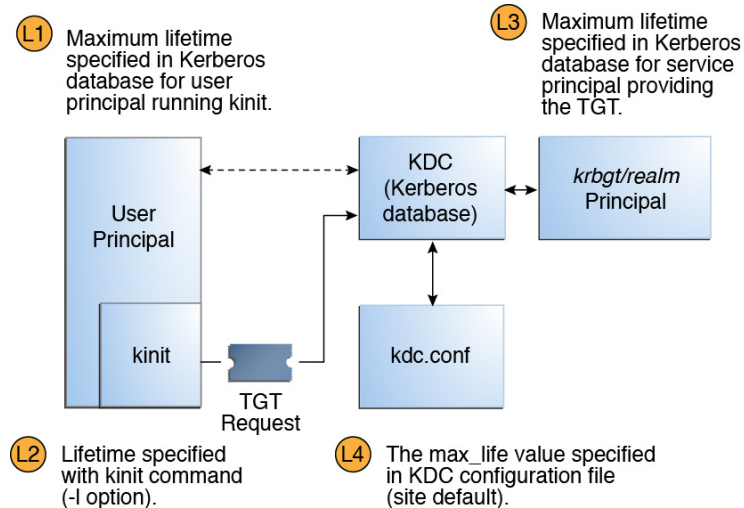 L1
Maximum lifetime
specified in Kerberos
database for user
principal running kinit.
L3
Maximum lifetime
specified in Kerberos
database for service
principal providing
the TGT.
User
Principal
kinit
TGT
Request
KDC
(Kerberos
database)
krbgt/realm
Principal
kdc.conf
L2
Lifetime specified
with kinit command
(-l option).
L4
The max_life value specified
in KDC configuration file
(site default).